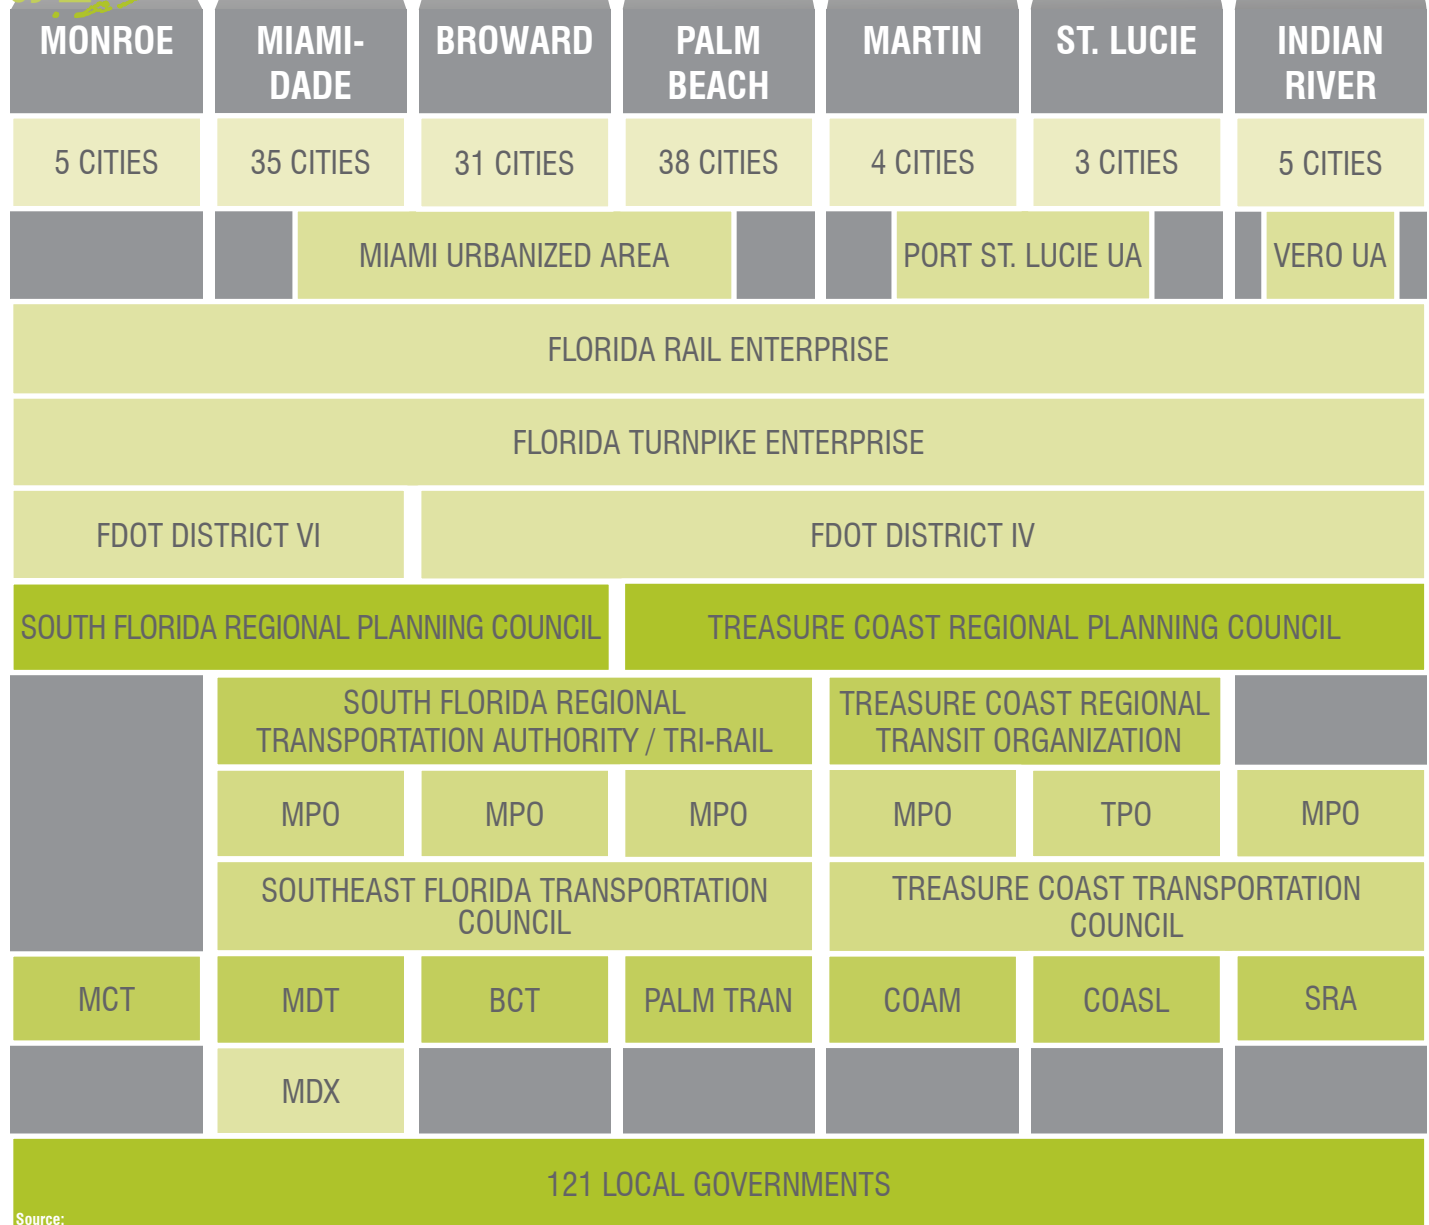 MONROE
MIAMI-
DADE
BROWARD
PALM
BEACH
MARTIN
ST. LUCIE
INDIAN
RIVER
5 CITIES
35 CITIES
31 CITIES
38 CITIES
4 CITIES
3 CITIES
5 CITIES
MIAMI URBANIZED AREA
PORT ST. LUCIE UA
VERO UA
FLORIDA RAIL ENTERPRISE
FLORIDA TURNPIKE ENTERPRISE
FDOT DISTRICT VI
FDOT DISTRICT IV
SOUTH FLORIDA REGIONAL PLANNING COUNCIL
TREASURE COAST REGIONAL PLANNING COUNCIL
SOUTH FLORIDA REGIONAL
TRANSPORTATION AUTHORITY / TRI-RAIL
TREASURE COAST REGIONAL
TRANSIT ORGANIZATION
MPO
MPO
MPO
MPO
TPO
MPO
SOUTHEAST FLORIDA TRANSPORTATION
COUNCIL
TREASURE COAST TRANSPORTATION
COUNCIL
MCT
MDT
BCT
PALM TRAN
COAM
COASL
SRA
MDX
121 LOCAL GOVERNMENTS
Source: